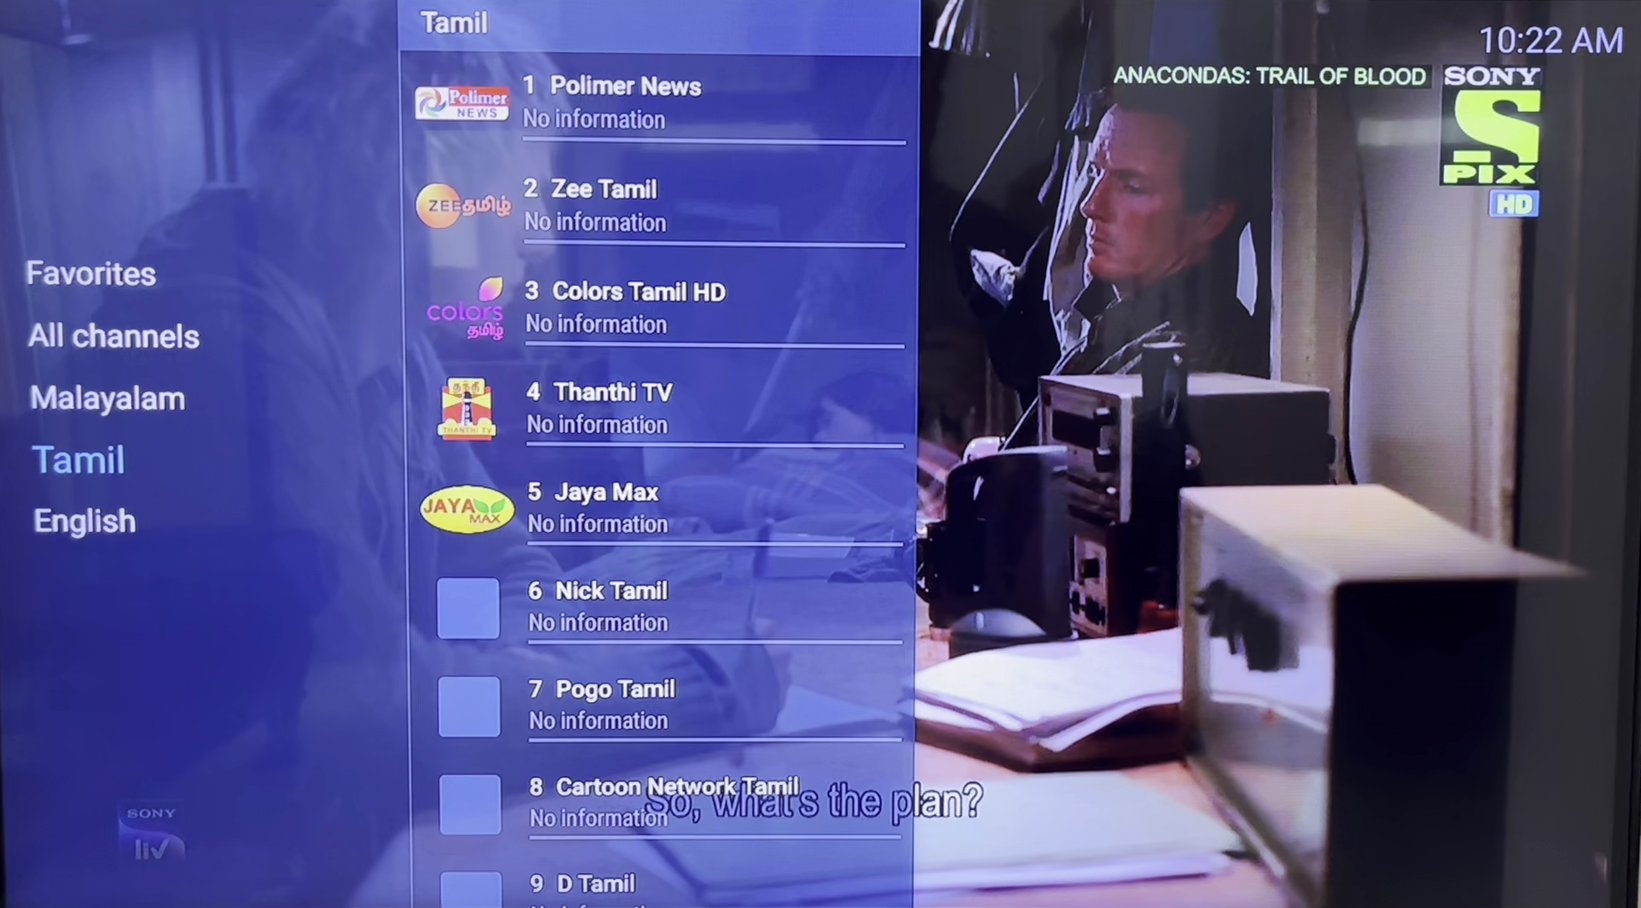 Tamil
10:22 AM
ANACONDAS: TRAIL OF BLOOD
SONY
S
PIX
HD
Favorites
All channels
Malayalam
Tamil
English
Polimer
NEWS
1 Polimer News
No information
ZEE தமிழ்
2 Zee Tamil
No information
colors
தமிழ்
3 Colors Tamil HD
No information
தந்தி
THANTHI TV
4 Thanthi TV
No information
JAYA
MAX
5 Jaya Max
No information
6 Nick Tamil
No information
7 Pogo Tamil
No information
8 Cartoon Network Tamil
No information
So, what's the plan?
9 D Tamil
SONY
liv